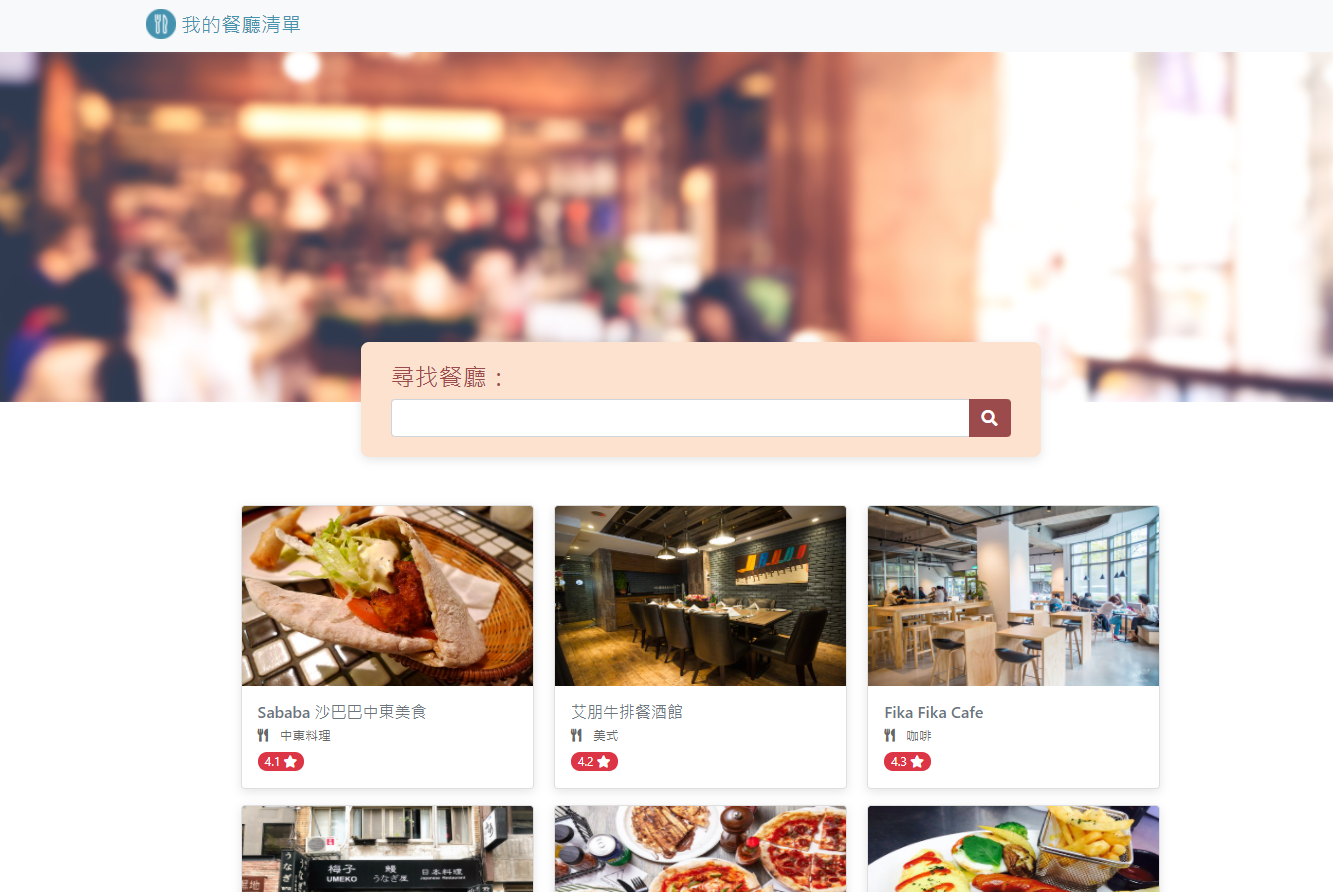 我的餐廳清單
尋找餐廳：
Sababa 沙巴巴中東美食
中東料理
4.1
艾朋牛排餐酒館
美式
4.2
Fika Fika Cafe
咖啡
4.3
梅子 鰻 日本料理
UMEKO うなぎ屋 Japanese Restaurant